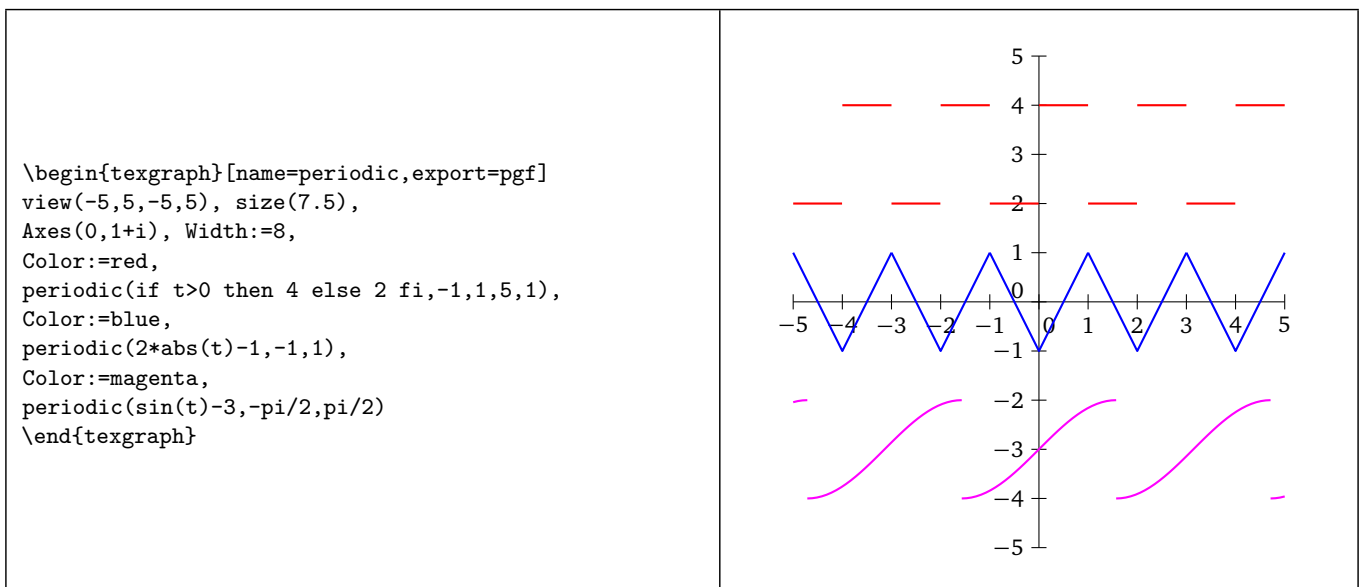 \begin{texgraph}[name=periodic,export=pgf]
view(-5,5,-5,5), size(7.5),
Axes(0,1+i), Width:=8,
Color:=red,
periodic(if t>0 then 4 else 2 fi,-1,1,5,1),
Color:=blue,
periodic(2*abs(t)-1,-1,1),
Color:=magenta,
periodic(sin(t)-3,-pi/2,pi/2)
\end{texgraph}
5
4
3
2
1
0
−5 −4 −3 −2 −1 0 1 2 3 4 5
−1
−2
−3
−4
−5